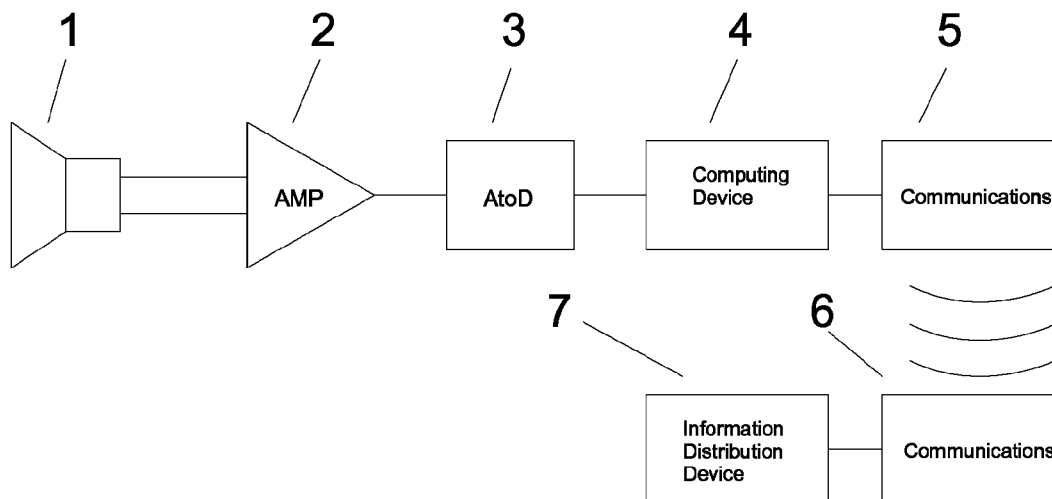 1
2
3
4
5
AMP
AtoD
Computing
Device
Communications
7
6
Information
Distribution
Device
Communications